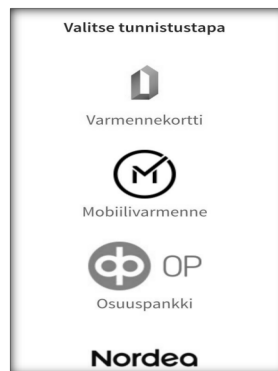 Valitse tunnistustapa
Varmennekortti
M
Mobiilivarmenne
OP
Osuuspankki
Nordea